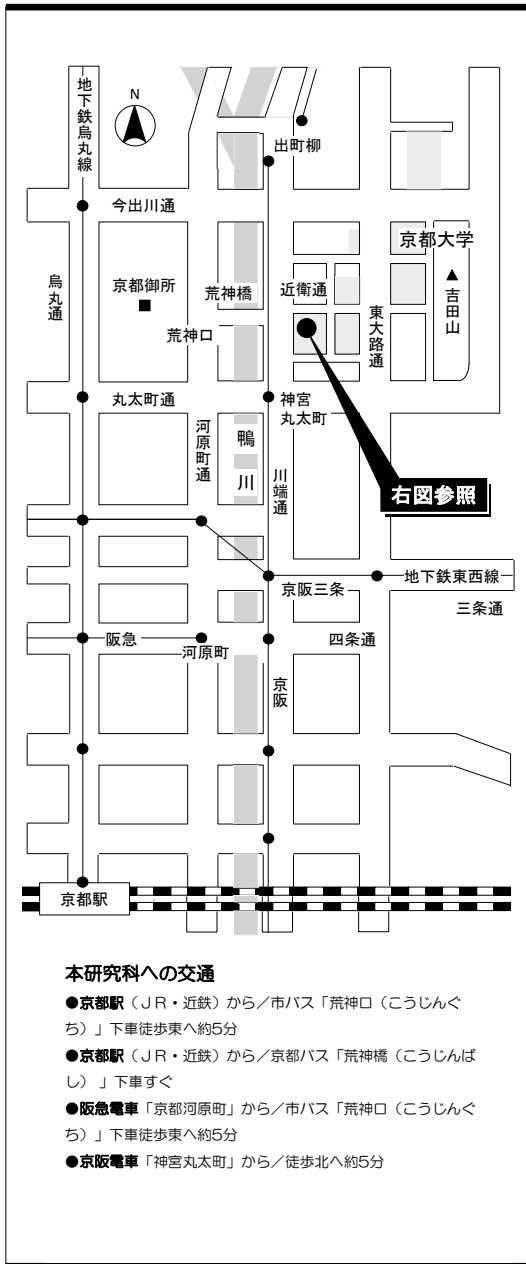 地下鉄烏丸線
N
出町柳
今出川通
京都大学
烏丸通
京都御所
荒神橋
近衛通
吉田山
荒神口
東大路通
丸太町通
神宮
丸太町
河原町通
鴨川
川端通
右図参照
京阪三条
地下鉄東西線
三条通
阪急
河原町
四条通
京阪
京都駅
本研究科への交通
●京都駅（ＪＲ・近鉄）から／市バス「荒神口（こうじんぐ
ち）」下車徒歩東へ約5分
●京都駅（ＪＲ・近鉄）から／京都バス「荒神橋（こうじんば
し）」下車すぐ
●阪急電車「京都河原町」から／市バス「荒神口（こうじんぐ
ち）」下車徒歩東へ約5分
●京阪電車「神宮丸太町」から／徒歩北へ約5分